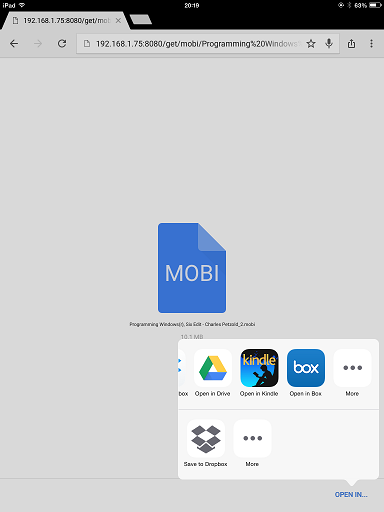 iPad 20:19 63%
192.168.1.75:8080/get/mo
192.168.1.75:8080/get/mobi/Programming%20Windows
MOBI
Programming Windows(r), Six Edit - Charles Petzold_2.mobi
10.1 MB
kindle
box
box Open in Drive Open in Kindle Open in Box More
Save to Dropbox More
OPEN IN...